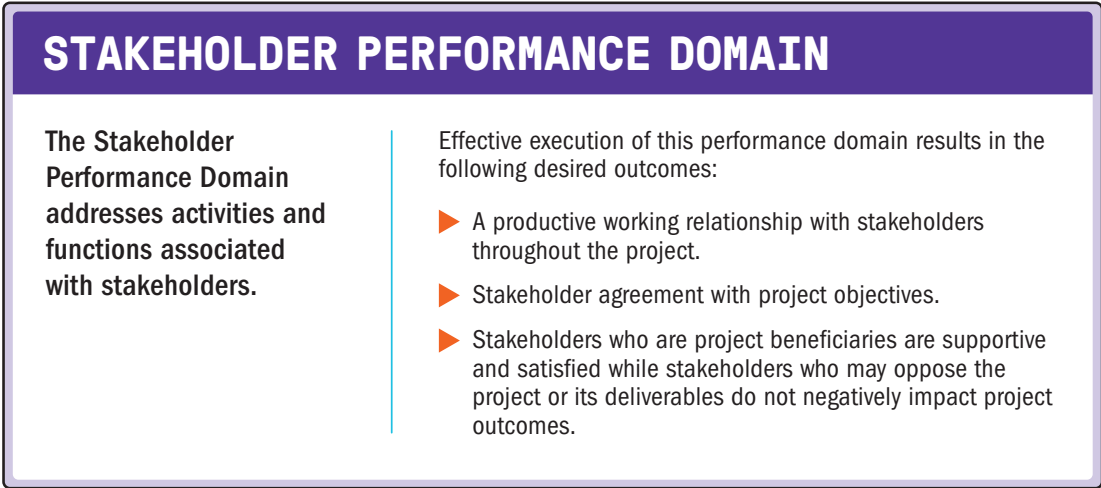 STAKEHOLDER PERFORMANCE DOMAIN
The Stakeholder
Performance Domain
addresses activities and
functions associated
with stakeholders.
Effective execution of this performance domain results in the
following desired outcomes:
A productive working relationship with stakeholders
throughout the project.
Stakeholder agreement with project objectives.
Stakeholders who are project beneficiaries are supportive
and satisfied while stakeholders who may oppose the
project or its deliverables do not negatively impact project
outcomes.